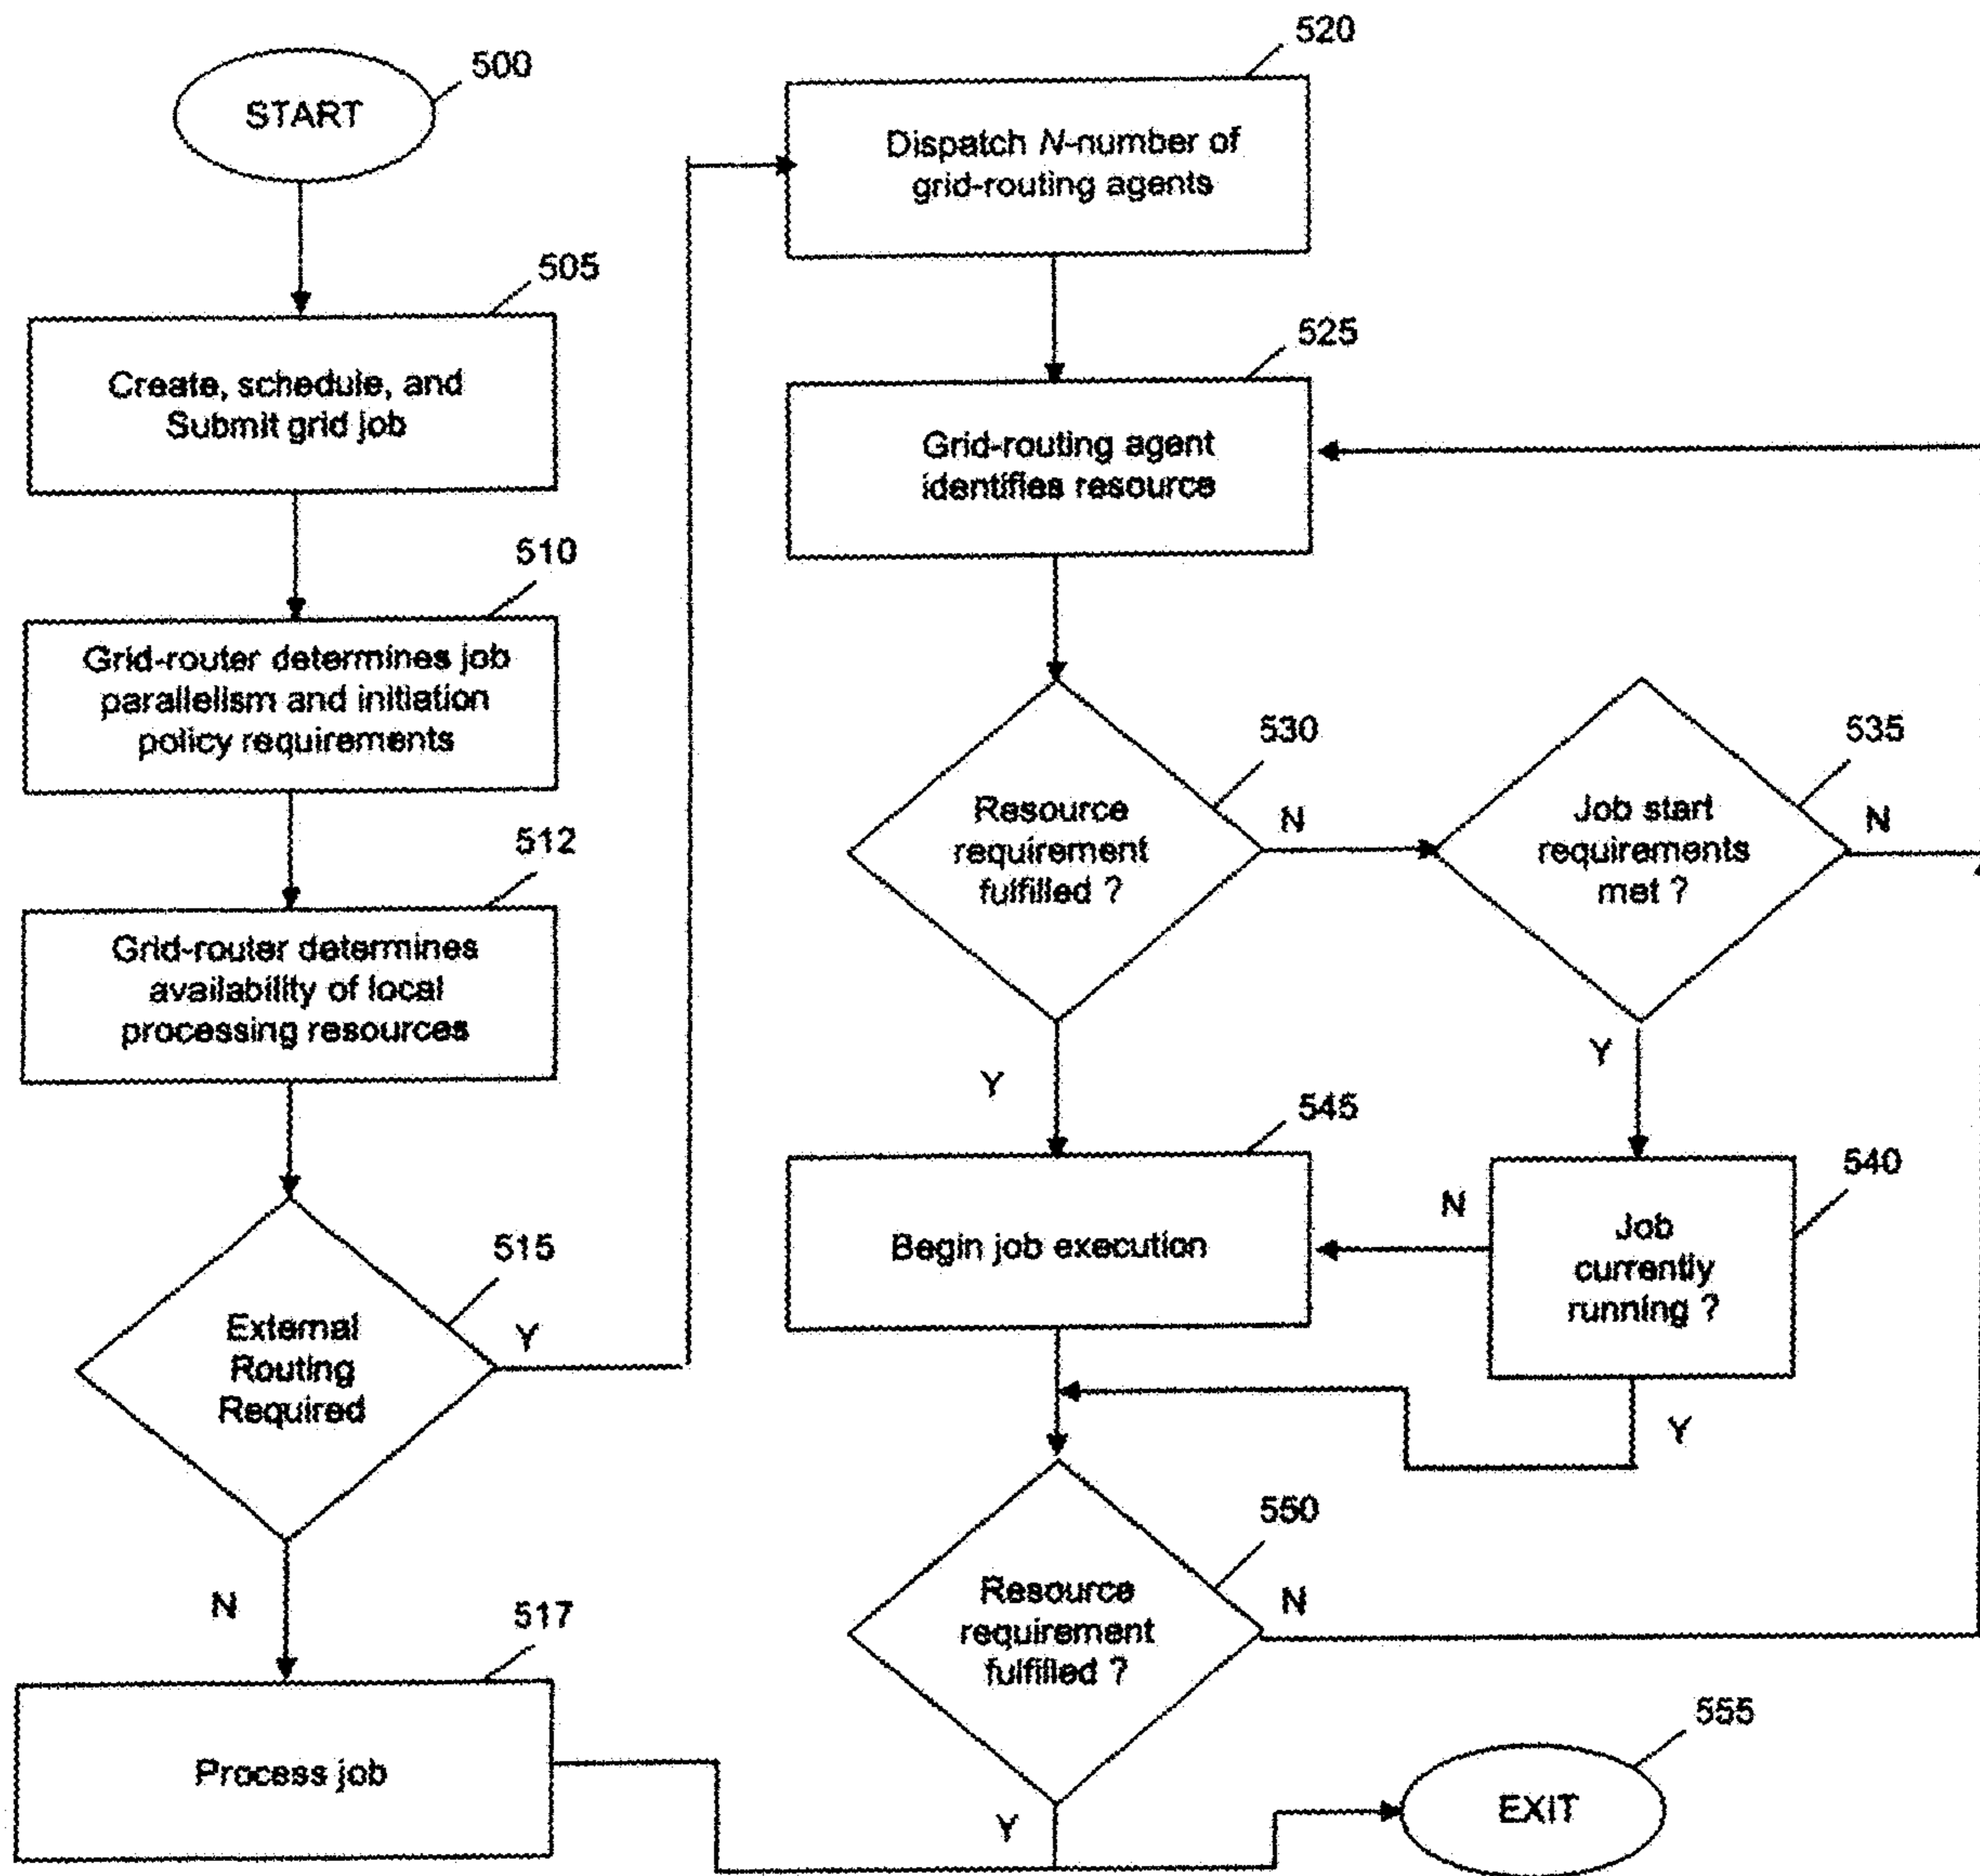 500
START
505
Create, schedule, and
Submit grid job
510
Grid-router determines job
parallelism and initiation
policy requirements
512
Grid-router determines
availability of local
processing resources
515
External
Routing
Required
Y
N
517
Process job
520
Dispatch N-number of
grid-routing agents
525
Grid-routing agent
identifies resource
530
Resource
requirement
fulfilled ?
N
Y
535
Job start
requirements
met ?
N
Y
540
Job
currently
running ?
N
Y
545
Begin job execution
550
Resource
requirement
fulfilled ?
N
Y
555
EXIT